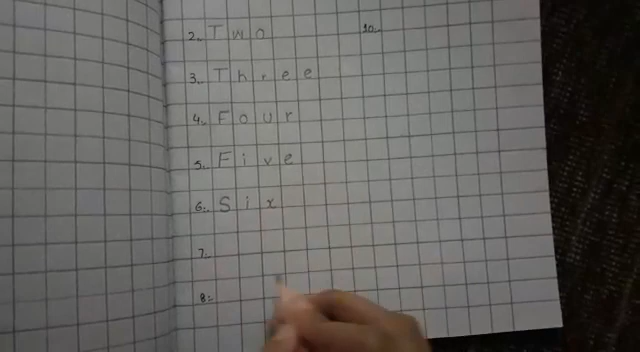 2. Two
10.
3. Three
4. Four
5. Five
6. Six
7.
8.